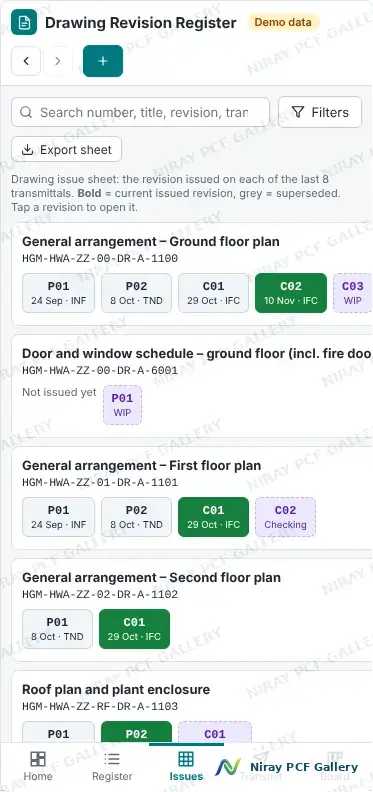 Drawing Revision Register
Demo data
Search number, title, revision, tran
Filters
Export sheet
Drawing issue sheet: the revision issued on each of the last 8
transmittals. Bold = current issued revision, grey = superseded.
Tap a revision to open it.
General arrangement – Ground floor plan
HGM-HWA-ZZ-00-DR-A-1100
P01 P02 C01 C02 C03
24 Sep · INF 8 Oct · TND 29 Oct · IFC 10 Nov · IFC WIP
Door and window schedule – ground floor (incl. fire doo
HGM-HWA-ZZ-00-DR-A-6001
Not issued yet P01
WIP
General arrangement – First floor plan
HGM-HWA-ZZ-01-DR-A-1101
P01 P02 C01 C02
24 Sep · INF 8 Oct · TND 29 Oct · IFC Checking
General arrangement – Second floor plan
HGM-HWA-ZZ-02-DR-A-1102
P01 C01
8 Oct · TND 29 Oct · IFC
Roof plan and plant enclosure
HGM-HWA-ZZ-RF-DR-A-1103
P01 P02 C01
Home Register Issues Transmit Board
Niray PCF Gallery
NIRAY PCF GALLERY